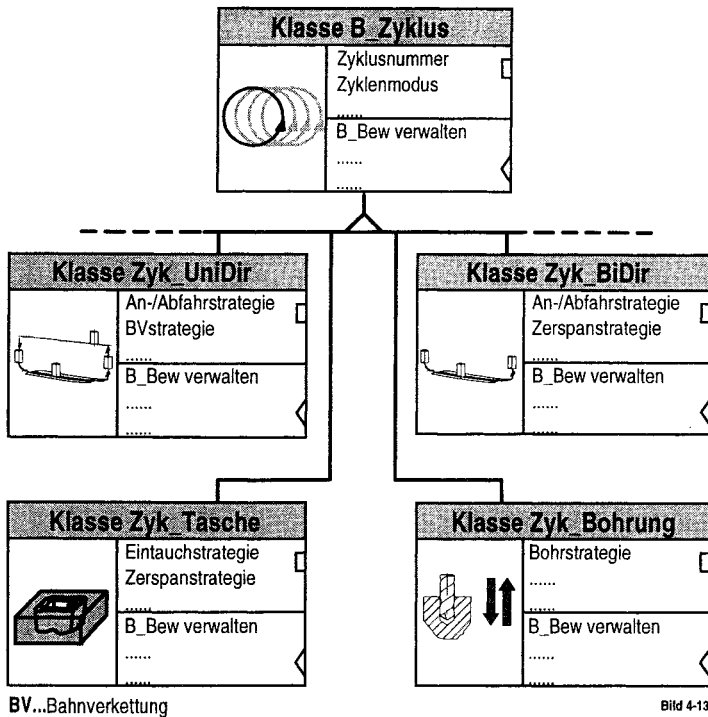 Klasse B_Zyklus
Zyklusnummer
Zyklenmodus
......
B_Bew verwalten
......
......
Klasse Zyk_UniDir
An-/Abfahrstrategie
BVstrategie
......
B_Bew verwalten
......
......
Klasse Zyk_BiDir
An-/Abfahrstrategie
Zerspanstrategie
......
B_Bew verwalten
......
......
Klasse Zyk_Tasche
Eintauchstrategie
Zerspanstrategie
......
B_Bew verwalten
......
......
Klasse Zyk_Bohrung
Bohrstrategie
......
......
B_Bew verwalten
......
......
BV...Bahnverkettung
Bild 4-13